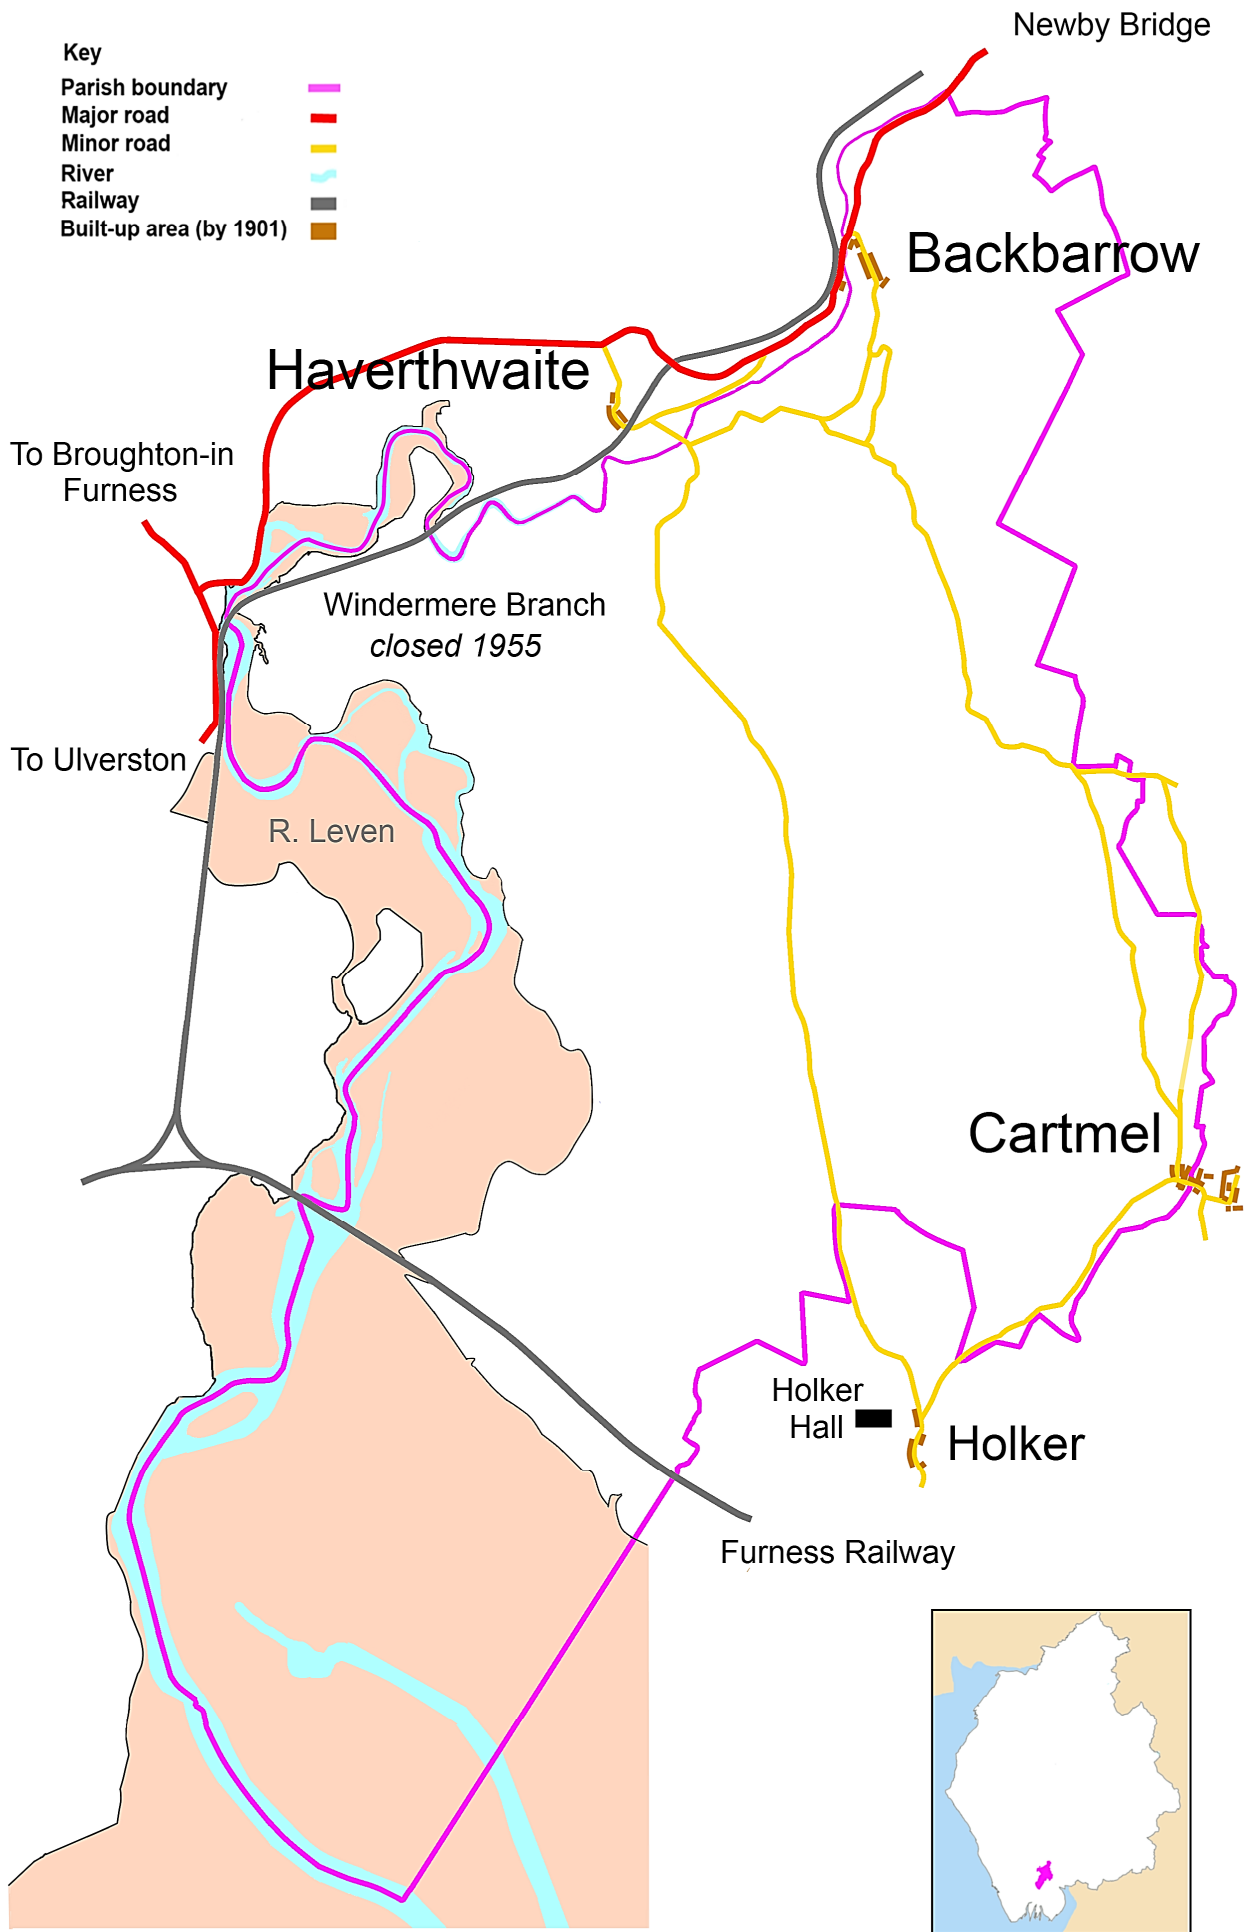 Newby Bridge
Key
Parish boundary
Major road
Minor road
River
Railway
Built-up area (by 1901)
Backbarrow
Haverthwaite
To Broughton-in
Furness
Windermere Branch
closed 1955
To Ulverston
R. Leven
Cartmel
Holker
Hall
Holker
Furness Railway